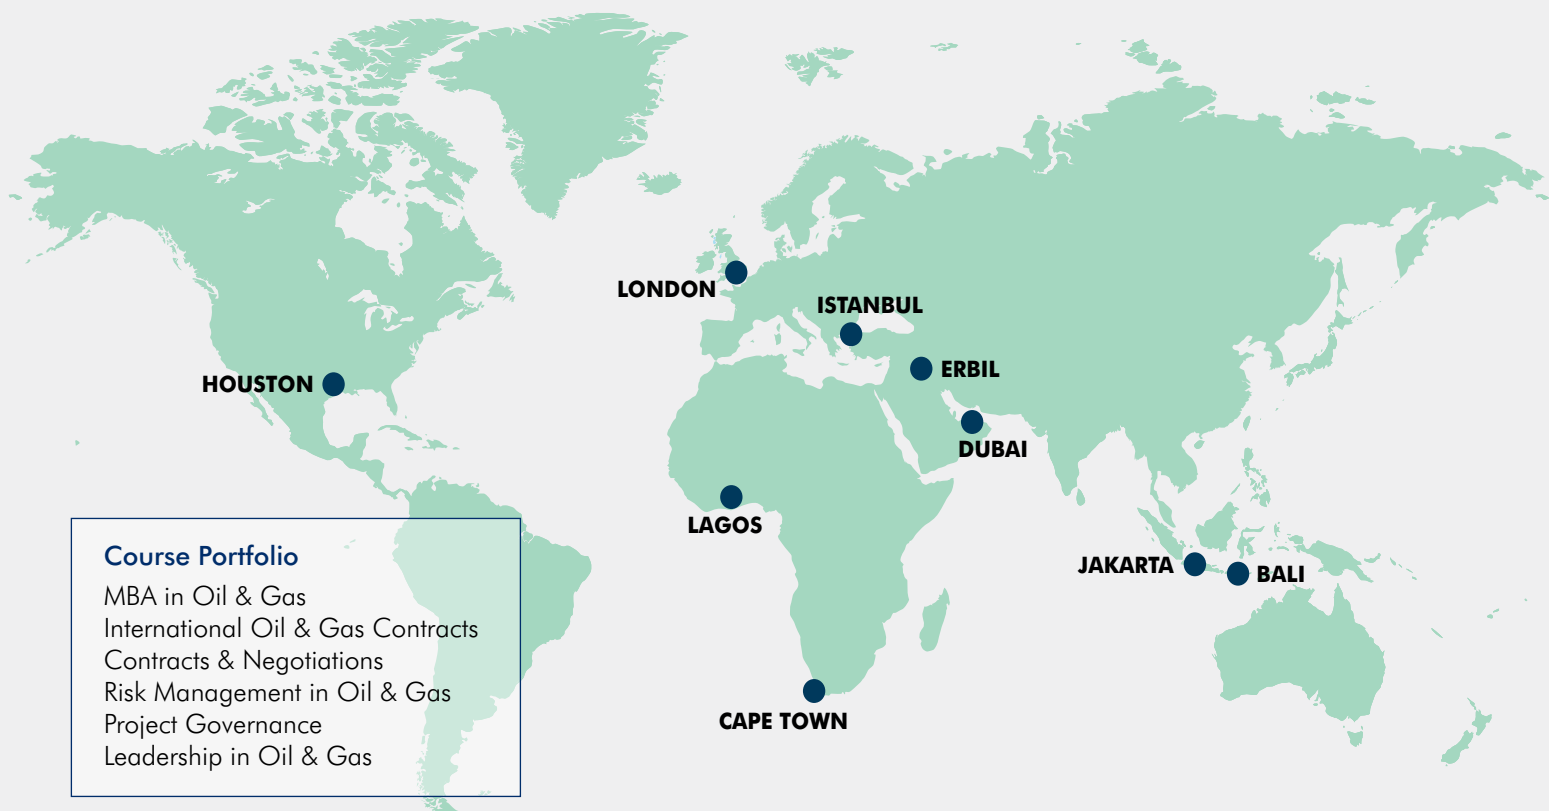 LONDON
ISTANBUL
HOUSTON
ERBIL
DUBAI
LAGOS
JAKARTA
BALI
CAPE TOWN
Course Portfolio
MBA in Oil & Gas
International Oil & Gas Contracts
Contracts & Negotiations
Risk Management in Oil & Gas
Project Governance
Leadership in Oil & Gas